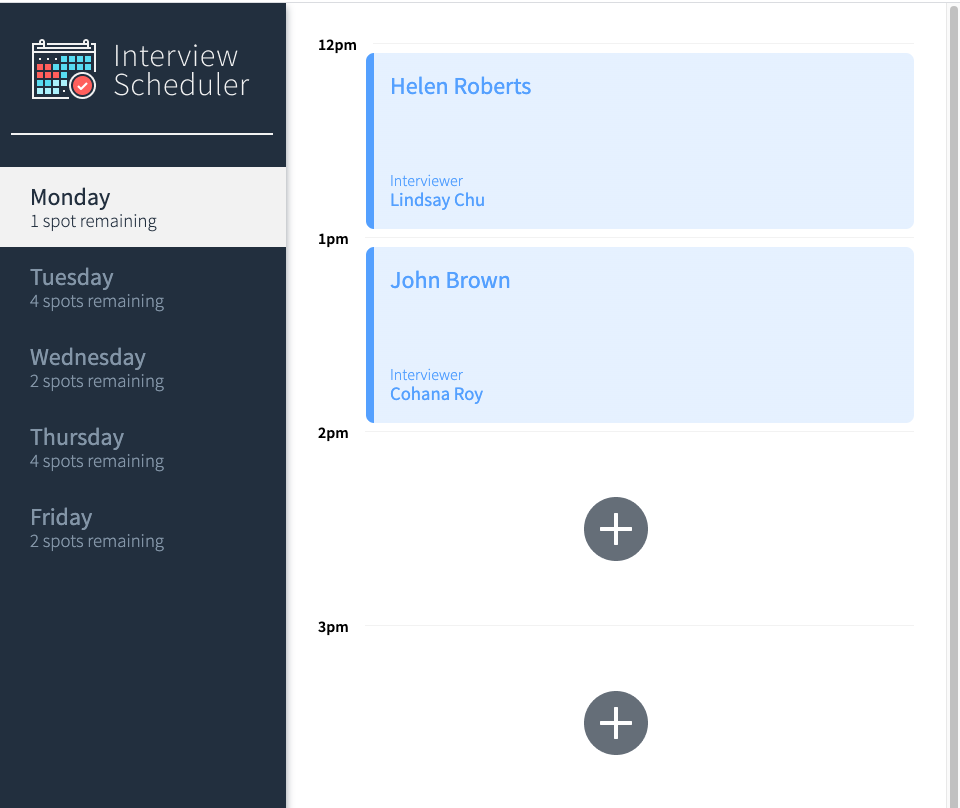 Interview
Scheduler
Monday
1 spot remaining
Tuesday
4 spots remaining
Wednesday
2 spots remaining
Thursday
4 spots remaining
Friday
2 spots remaining
12pm
Helen Roberts
Interviewer
Lindsay Chu
1pm
John Brown
Interviewer
Cohana Roy
2pm
3pm